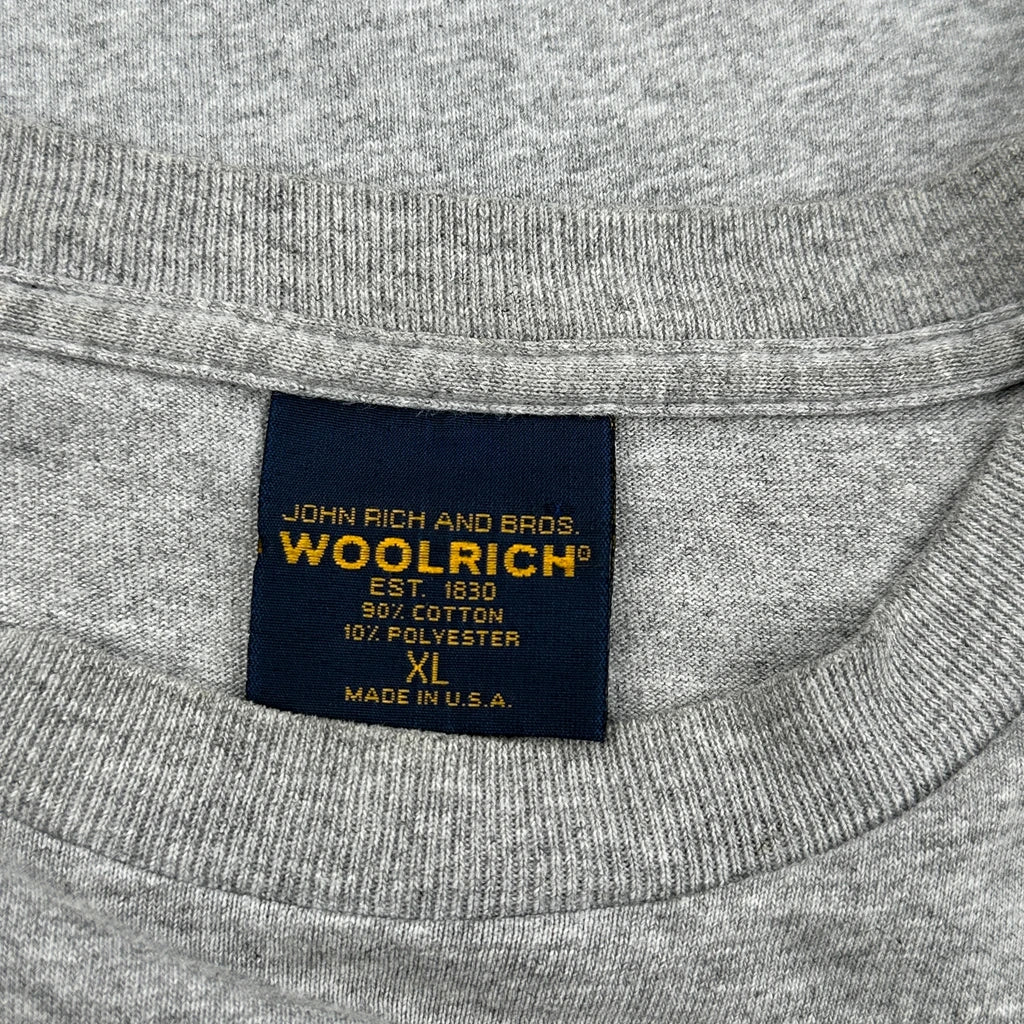 JOHN RICH AND BROS.
WOOLRICH®
EST. 1830
90% COTTON
10% POLYESTER
XL
MADE IN U.S.A.